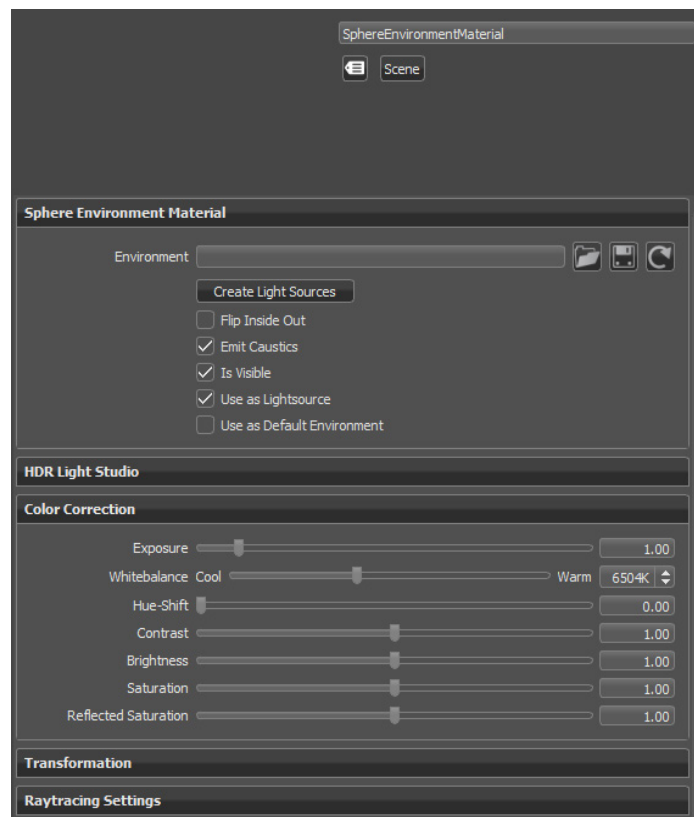 SphereEnvironmentMaterial
Scene
Sphere Environment Material
Environment
Create Light Sources
Flip Inside Out
Emit Caustics
Is Visible
Use as Lightsource
Use as Default Environment
HDR Light Studio
Color Correction
Exposure 1.00
Whitebalance Cool Warm 6504K
Hue-Shift 0.00
Contrast 1.00
Brightness 1.00
Saturation 1.00
Reflected Saturation 1.00
Transformation
Raytracing Settings